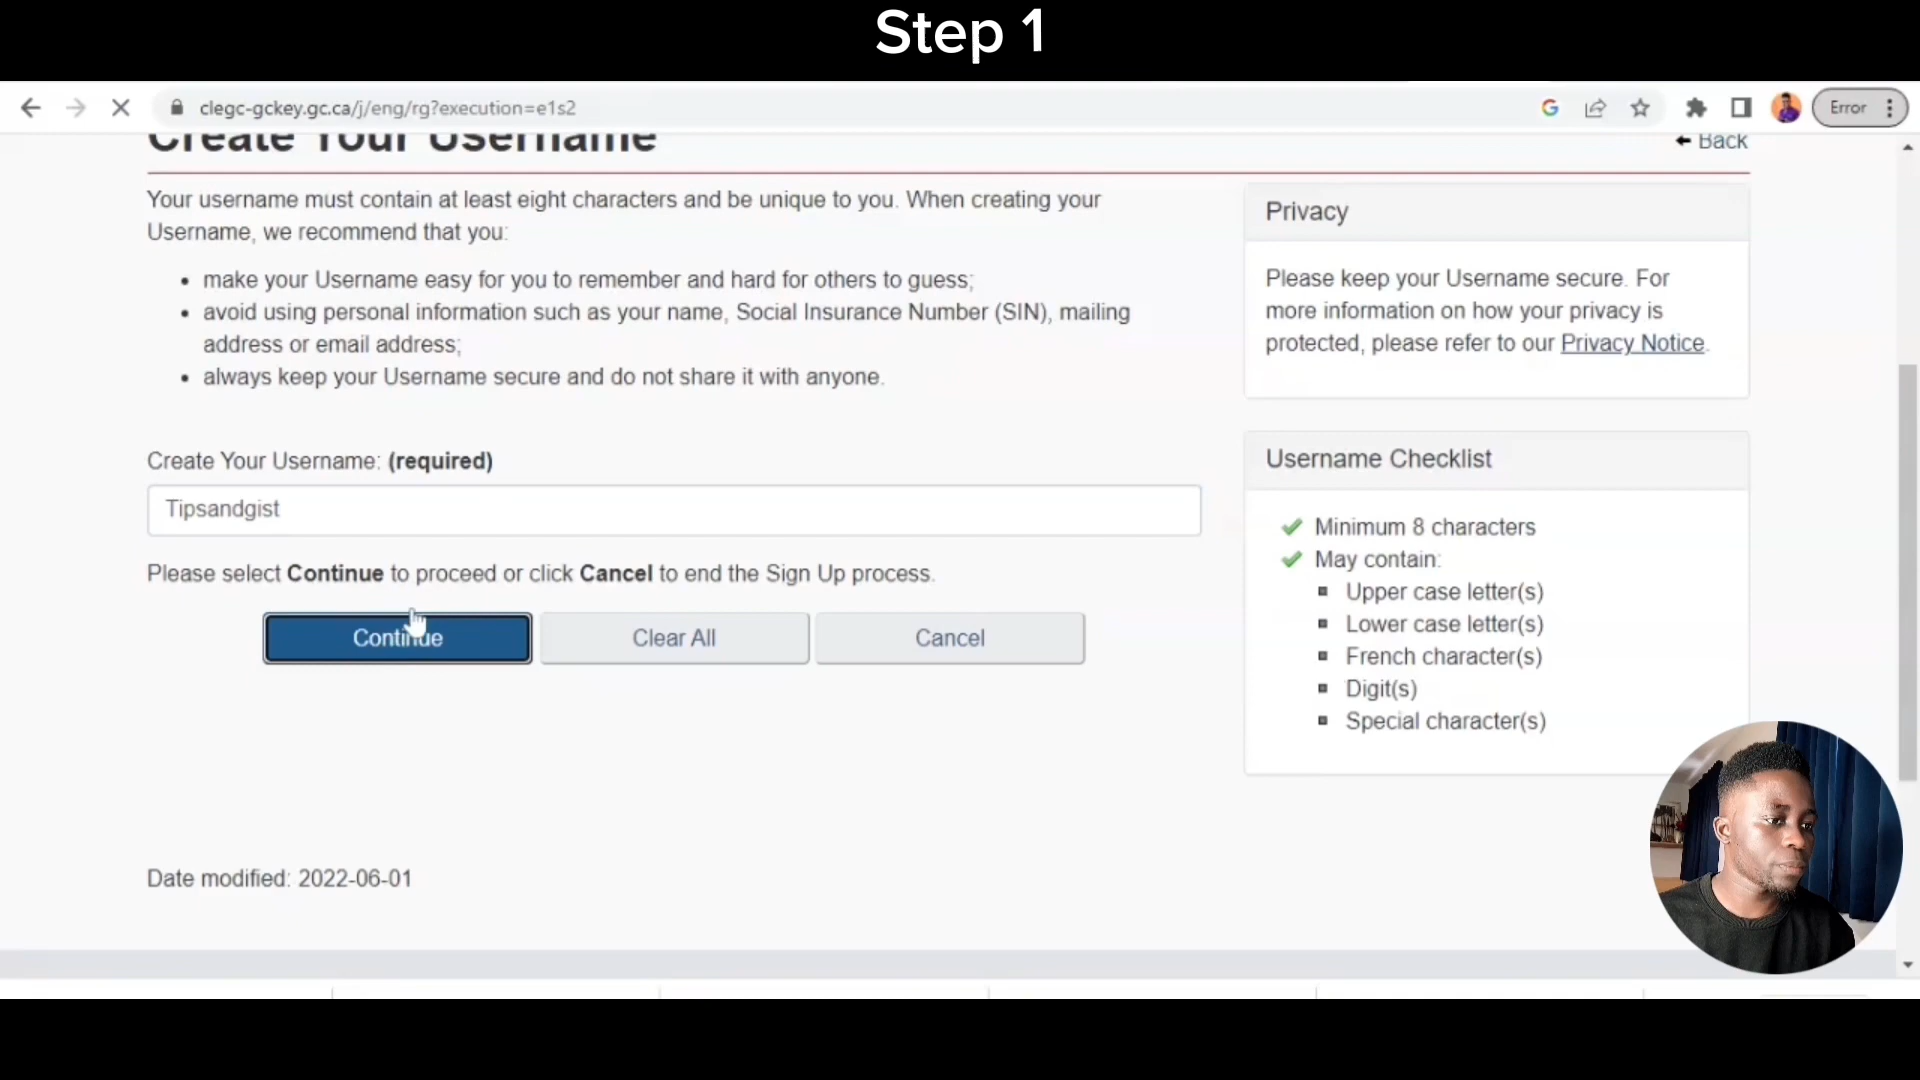 Step 1
clegc-gckey.gc.ca/j/eng/rg?execution=e1s2
Error
Create Your Username
Back
Your username must contain at least eight characters and be unique to you. When creating your
Username, we recommend that you:
make your Username easy for you to remember and hard for others to guess;
avoid using personal information such as your name, Social Insurance Number (SIN), mailing
address or email address;
always keep your Username secure and do not share it with anyone.
Create Your Username: (required)
Tipsandgist
Please select Continue to proceed or click Cancel to end the Sign Up process.
Continue
Clear All
Cancel
Date modified: 2022-06-01
Privacy
Please keep your Username secure. For
more information on how your privacy is
protected, please refer to our Privacy Notice.
Username Checklist
Minimum 8 characters
May contain:
Upper case letter(s)
Lower case letter(s)
French character(s)
Digit(s)
Special character(s)